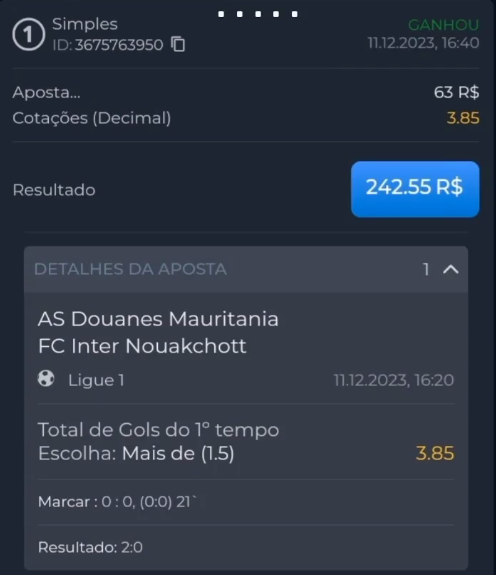 1 Simples
GANHOU
ID: 3675763950
11.12.2023, 16:40
Aposta... 63 R$
Cotações (Decimal) 3.85
Resultado 242.55 R$
DETALHES DA APOSTA 1
AS Douanes Mauritania
FC Inter Nouakchott
Ligue 1 11.12.2023, 16:20
Total de Gols do 1º tempo
Escolha: Mais de (1.5) 3.85
Marcar : 0 : 0, (0:0) 21`
Resultado: 2:0